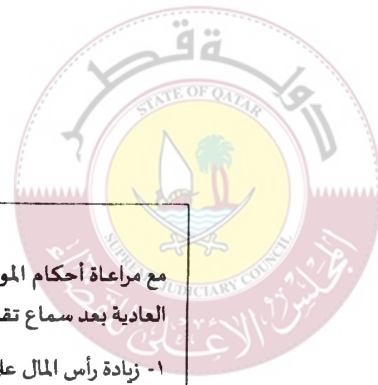 دولة قطر
STATE OF QATAR
SUPREME JUDICIARY COUNCIL
المجلس الأعلى للقضاء
مع مراعاة أحكام المو
العادية بعد سماع تق
١- زيادة رأس المال عل